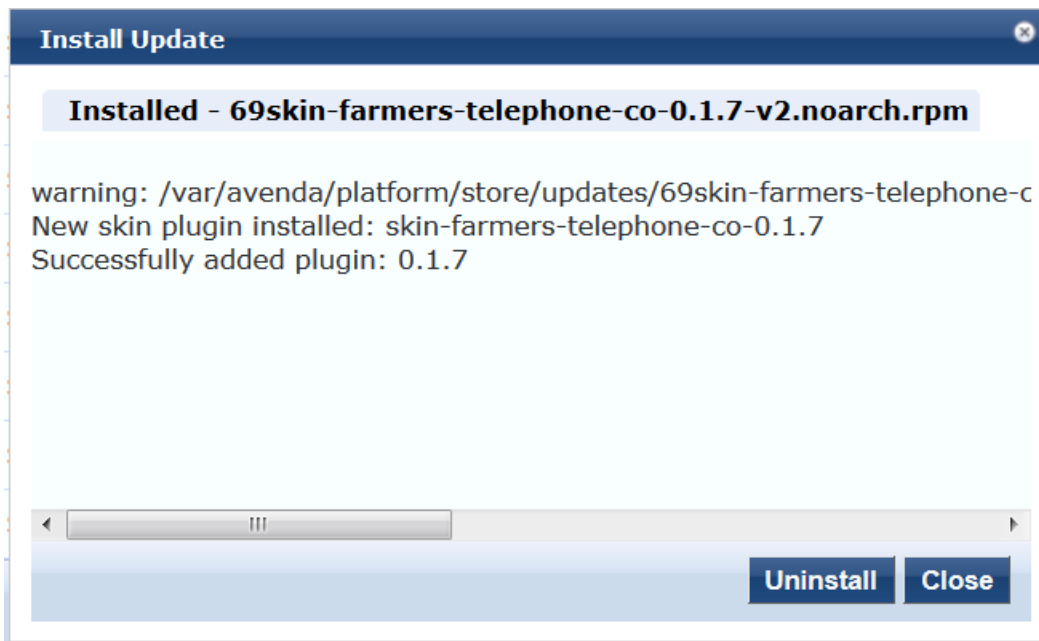 Install Update
Installed - 69skin-farmers-telephone-co-0.1.7-v2.noarch.rpm
warning: /var/avenda/platform/store/updates/69skin-farmers-telephone-c
New skin plugin installed: skin-farmers-telephone-co-0.1.7
Successfully added plugin: 0.1.7
Uninstall Close